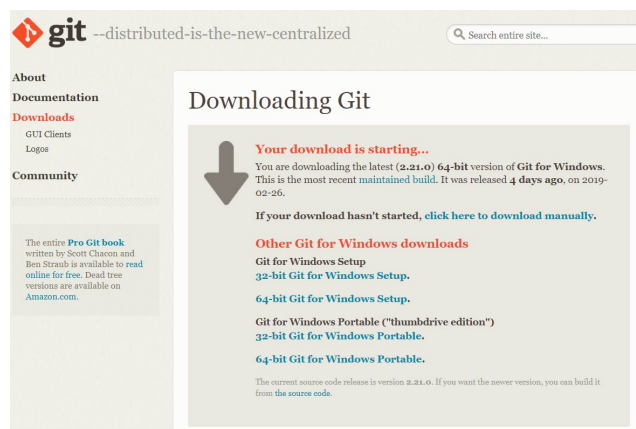 git --distributed-is-the-new-centralized
Search entire site...
About
Documentation
Downloads
GUI Clients
Logos
Community
The entire Pro Git book
written by Scott Chacon and
Ben Straub is available to read
online for free. Dead tree
versions are available on
Amazon.com.
Downloading Git
Your download is starting...
You are downloading the latest (2.21.0) 64-bit version of Git for Windows.
This is the most recent maintained build. It was released 4 days ago, on 2019-
02-26.
If your download hasn't started, click here to download manually.
Other Git for Windows downloads
Git for Windows Setup
32-bit Git for Windows Setup.
64-bit Git for Windows Setup.
Git for Windows Portable ("thumbdrive edition")
32-bit Git for Windows Portable.
64-bit Git for Windows Portable.
The current source code release is version 2.21.0. If you want the newer version, you can build it
from the source code.